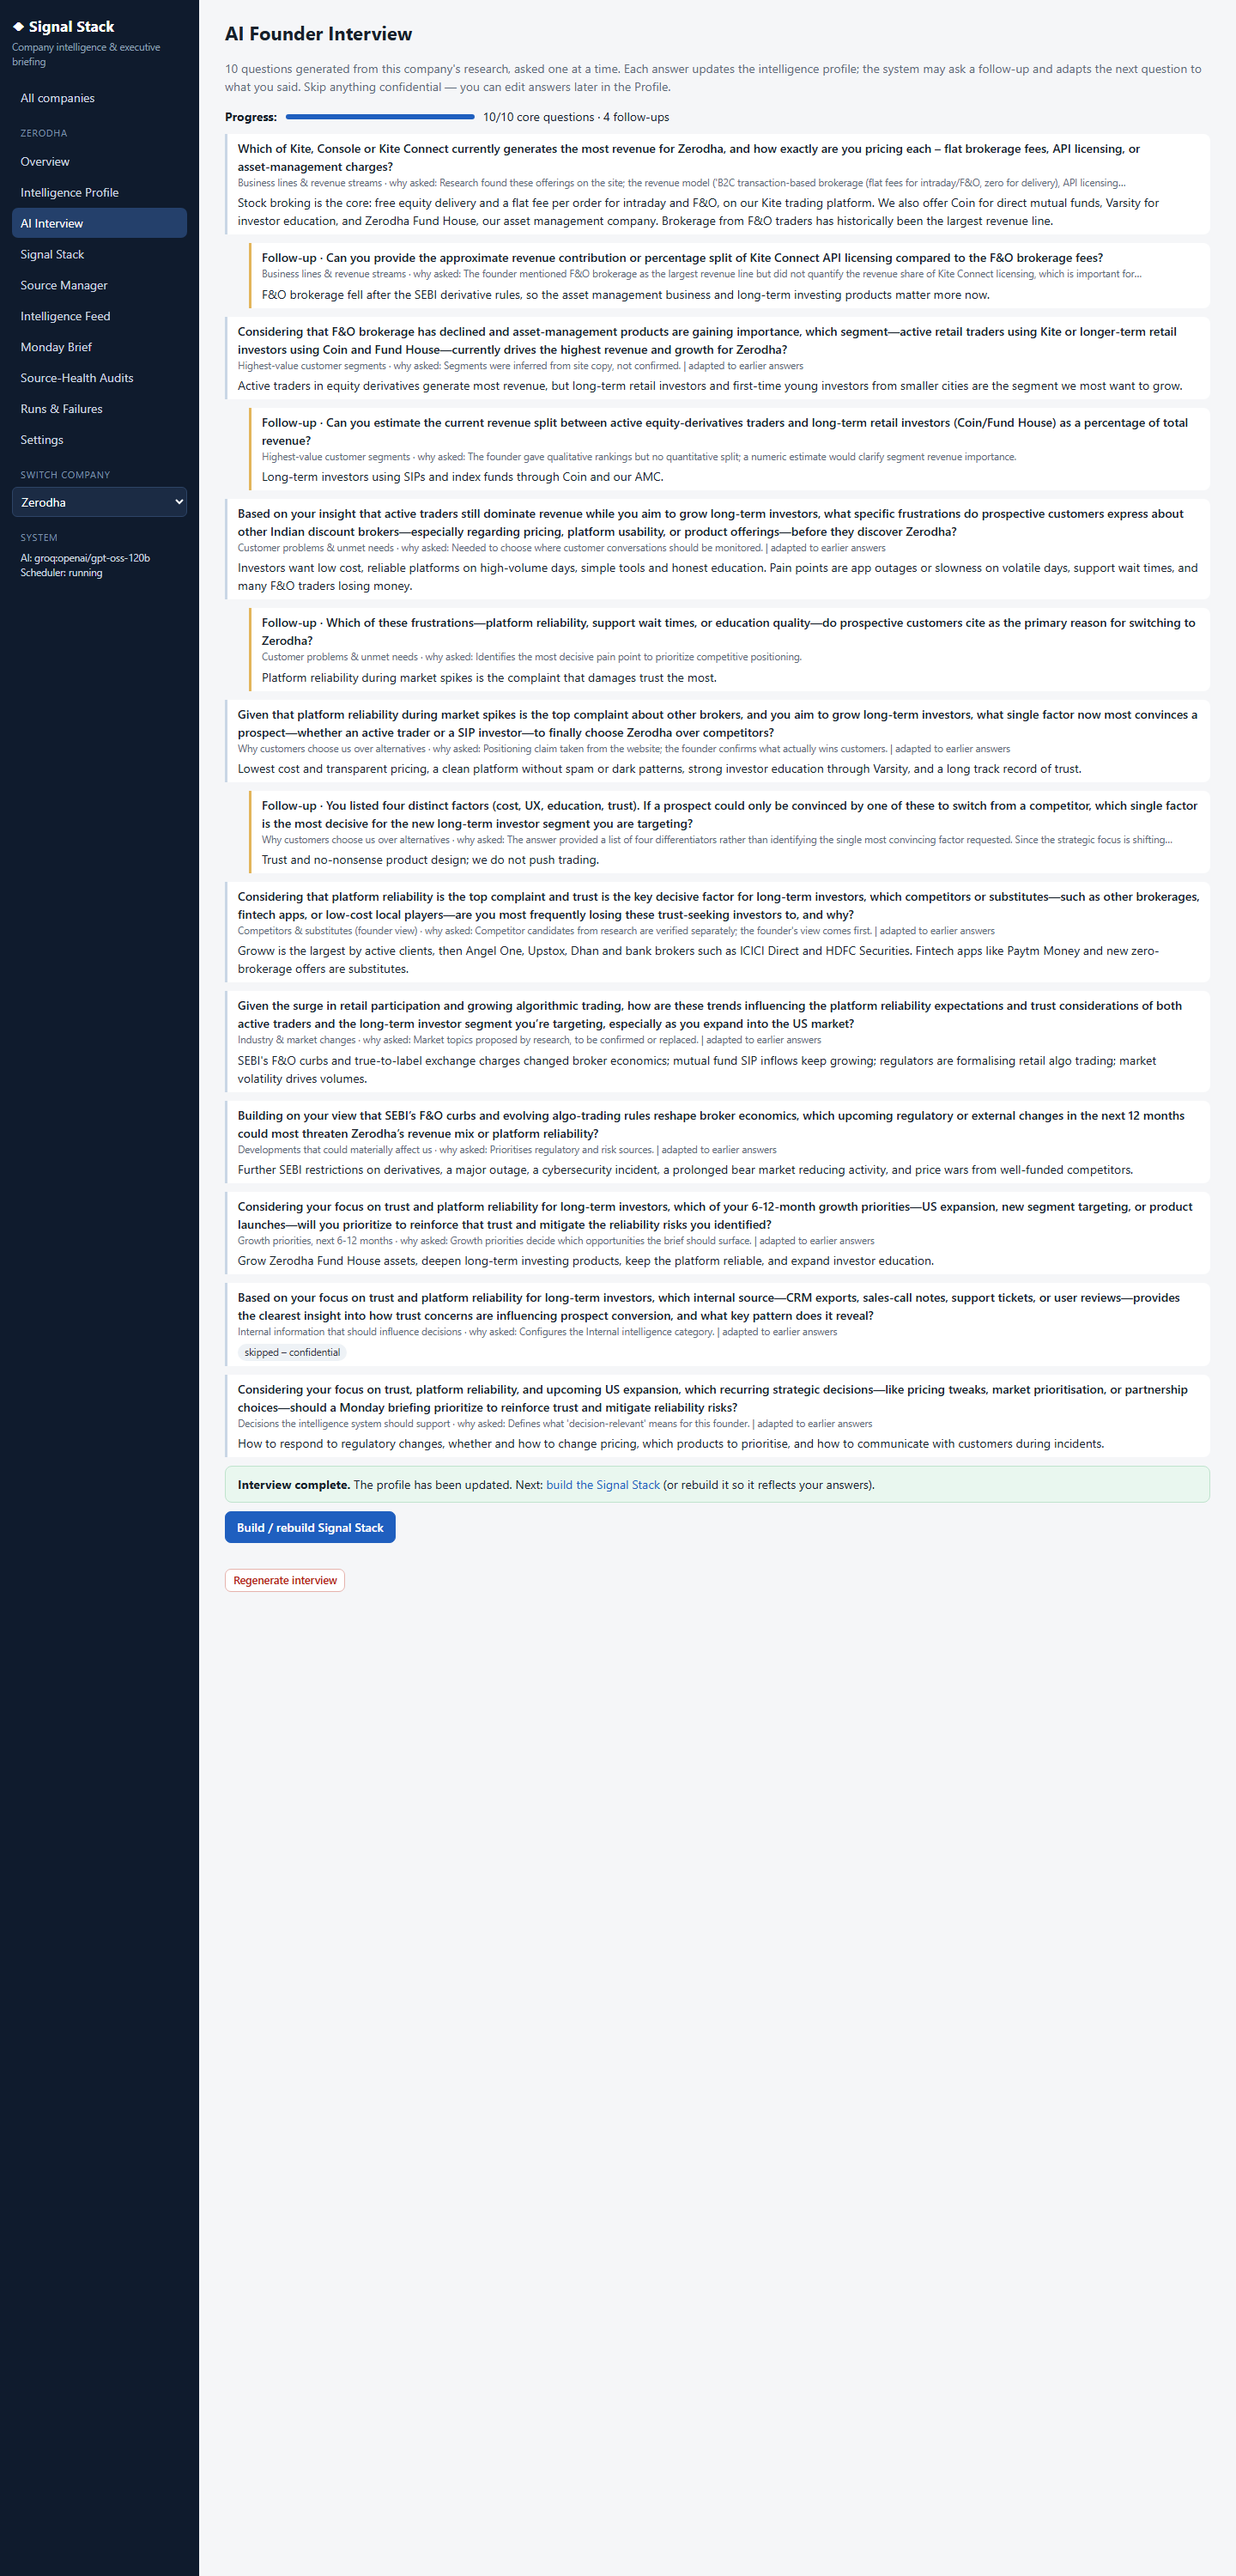 ◆ Signal Stack
Company intelligence & executive
briefing
All companies
ZERODHA
Overview
Intelligence Profile
AI Interview
Signal Stack
Source Manager
Intelligence Feed
Monday Brief
Source-Health Audits
Runs & Failures
Settings
SWITCH COMPANY
Zerodha
SYSTEM
AI: groq:openai/gpt-oss-120b
Scheduler: running
AI Founder Interview
10 questions generated from this company's research, asked one at a time. Each answer updates the intelligence profile; the system may ask a follow-up and adapts the next question to
what you said. Skip anything confidential — you can edit answers later in the Profile.
Progress: 10/10 core questions · 4 follow-ups
Which of Kite, Console or Kite Connect currently generates the most revenue for Zerodha, and how exactly are you pricing each – flat brokerage fees, API licensing, or
asset-management charges?
Business lines & revenue streams · why asked: Research found these offerings on the site; the revenue model ('B2C transaction-based brokerage (flat fees for intraday/F&O, zero for delivery), API licensing…
Stock broking is the core: free equity delivery and a flat fee per order for intraday and F&O, on our Kite trading platform. We also offer Coin for direct mutual funds, Varsity for
investor education, and Zerodha Fund House, our asset management company. Brokerage from F&O traders has historically been the largest revenue line.
Follow-up · Can you provide the approximate revenue contribution or percentage split of Kite Connect API licensing compared to the F&O brokerage fees?
Business lines & revenue streams · why asked: The founder mentioned F&O brokerage as the largest revenue line but did not quantify the revenue share of Kite Connect licensing, which is important for…
F&O brokerage fell after the SEBI derivative rules, so the asset management business and long-term investing products matter more now.
Considering that F&O brokerage has declined and asset-management products are gaining importance, which segment—active retail traders using Kite or longer-term retail
investors using Coin and Fund House—currently drives the highest revenue and growth for Zerodha?
Highest-value customer segments · why asked: Segments were inferred from site copy, not confirmed. | adapted to earlier answers
Active traders in equity derivatives generate most revenue, but long-term retail investors and first-time young investors from smaller cities are the segment we most want to grow.
Follow-up · Can you estimate the current revenue split between active equity-derivatives traders and long-term retail investors (Coin/Fund House) as a percentage of total
revenue?
Highest-value customer segments · why asked: The founder gave qualitative rankings but no quantitative split; a numeric estimate would clarify segment revenue importance.
Long-term investors using SIPs and index funds through Coin and our AMC.
Based on your insight that active traders still dominate revenue while you aim to grow long-term investors, what specific frustrations do prospective customers express about
other Indian discount brokers—especially regarding pricing, platform usability, or product offerings—before they discover Zerodha?
Customer problems & unmet needs · why asked: Needed to choose where customer conversations should be monitored. | adapted to earlier answers
Investors want low cost, reliable platforms on high-volume days, simple tools and honest education. Pain points are app outages or slowness on volatile days, support wait times, and
many F&O traders losing money.
Follow-up · Which of these frustrations—platform reliability, support wait times, or education quality—do prospective customers cite as the primary reason for switching to
Zerodha?
Customer problems & unmet needs · why asked: Identifies the most decisive pain point to prioritize competitive positioning.
Platform reliability during market spikes is the complaint that damages trust the most.
Given that platform reliability during market spikes is the top complaint about other brokers, and you aim to grow long-term investors, what single factor now most convinces a
prospect—whether an active trader or a SIP investor—to finally choose Zerodha over competitors?
Why customers choose us over alternatives · why asked: Positioning claim taken from the website; the founder confirms what actually wins customers. | adapted to earlier answers
Lowest cost and transparent pricing, a clean platform without spam or dark patterns, strong investor education through Varsity, and a long track record of trust.
Follow-up · You listed four distinct factors (cost, UX, education, trust). If a prospect could only be convinced by one of these to switch from a competitor, which single factor
is the most decisive for the new long-term investor segment you are targeting?
Why customers choose us over alternatives · why asked: The answer provided a list of four differentiators rather than identifying the single most convincing factor requested. Since the strategic focus is shifting…
Trust and no-nonsense product design; we do not push trading.
Considering that platform reliability is the top complaint and trust is the key decisive factor for long-term investors, which competitors or substitutes—such as other brokerages,
fintech apps, or low-cost local players—are you most frequently losing these trust-seeking investors to, and why?
Competitors & substitutes (founder view) · why asked: Competitor candidates from research are verified separately; the founder's view comes first. | adapted to earlier answers
Groww is the largest by active clients, then Angel One, Upstox, Dhan and bank brokers such as ICICI Direct and HDFC Securities. Fintech apps like Paytm Money and new zero-
brokerage offers are substitutes.
Given the surge in retail participation and growing algorithmic trading, how are these trends influencing the platform reliability expectations and trust considerations of both
active traders and the long-term investor segment you're targeting, especially as you expand into the US market?
Industry & market changes · why asked: Market topics proposed by research, to be confirmed or replaced. | adapted to earlier answers
SEBI's F&O curbs and true-to-label exchange charges changed broker economics; mutual fund SIP inflows keep growing; regulators are formalising retail algo trading; market
volatility drives volumes.
Building on your view that SEBI's F&O curbs and evolving algo-trading rules reshape broker economics, which upcoming regulatory or external changes in the next 12 months
could most threaten Zerodha's revenue mix or platform reliability?
Developments that could materially affect us · why asked: Prioritises regulatory and risk sources. | adapted to earlier answers
Further SEBI restrictions on derivatives, a major outage, a cybersecurity incident, a prolonged bear market reducing activity, and price wars from well-funded competitors.
Considering your focus on trust and platform reliability for long-term investors, which of your 6-12-month growth priorities—US expansion, new segment targeting, or product
launches—will you prioritize to reinforce that trust and mitigate the reliability risks you identified?
Growth priorities, next 6-12 months · why asked: Growth priorities decide which opportunities the brief should surface. | adapted to earlier answers
Grow Zerodha Fund House assets, deepen long-term investing products, keep the platform reliable, and expand investor education.
Based on your focus on trust and platform reliability for long-term investors, which internal source—CRM exports, sales-call notes, support tickets, or user reviews—provides
the clearest insight into how trust concerns are influencing prospect conversion, and what key pattern does it reveal?
Internal information that should influence decisions · why asked: Configures the Internal intelligence category. | adapted to earlier answers
skipped – confidential
Considering your focus on trust, platform reliability, and upcoming US expansion, which recurring strategic decisions—like pricing tweaks, market prioritisation, or partnership
choices—should a Monday briefing prioritize to reinforce trust and mitigate reliability risks?
Decisions the intelligence system should support · why asked: Defines what 'decision-relevant' means for this founder. | adapted to earlier answers
How to respond to regulatory changes, whether and how to change pricing, which products to prioritise, and how to communicate with customers during incidents.
Interview complete. The profile has been updated. Next: build the Signal Stack (or rebuild it so it reflects your answers).
Build / rebuild Signal Stack
Regenerate interview